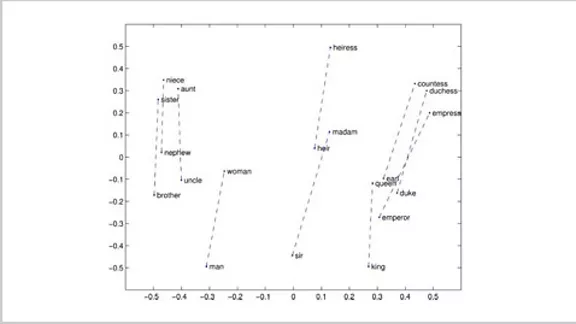 0.5
0.4
0.3
0.2
0.1
0
−0.1
−0.2
−0.3
−0.4
−0.5
heiress
niece
aunt
sister
countess
duchess
empress
madam
heir
nephew
woman
uncle
brother
earl
queen
duke
emperor
sir
man
king
−0.5 −0.4 −0.3 −0.2 −0.1 0 0.1 0.2 0.3 0.4 0.5